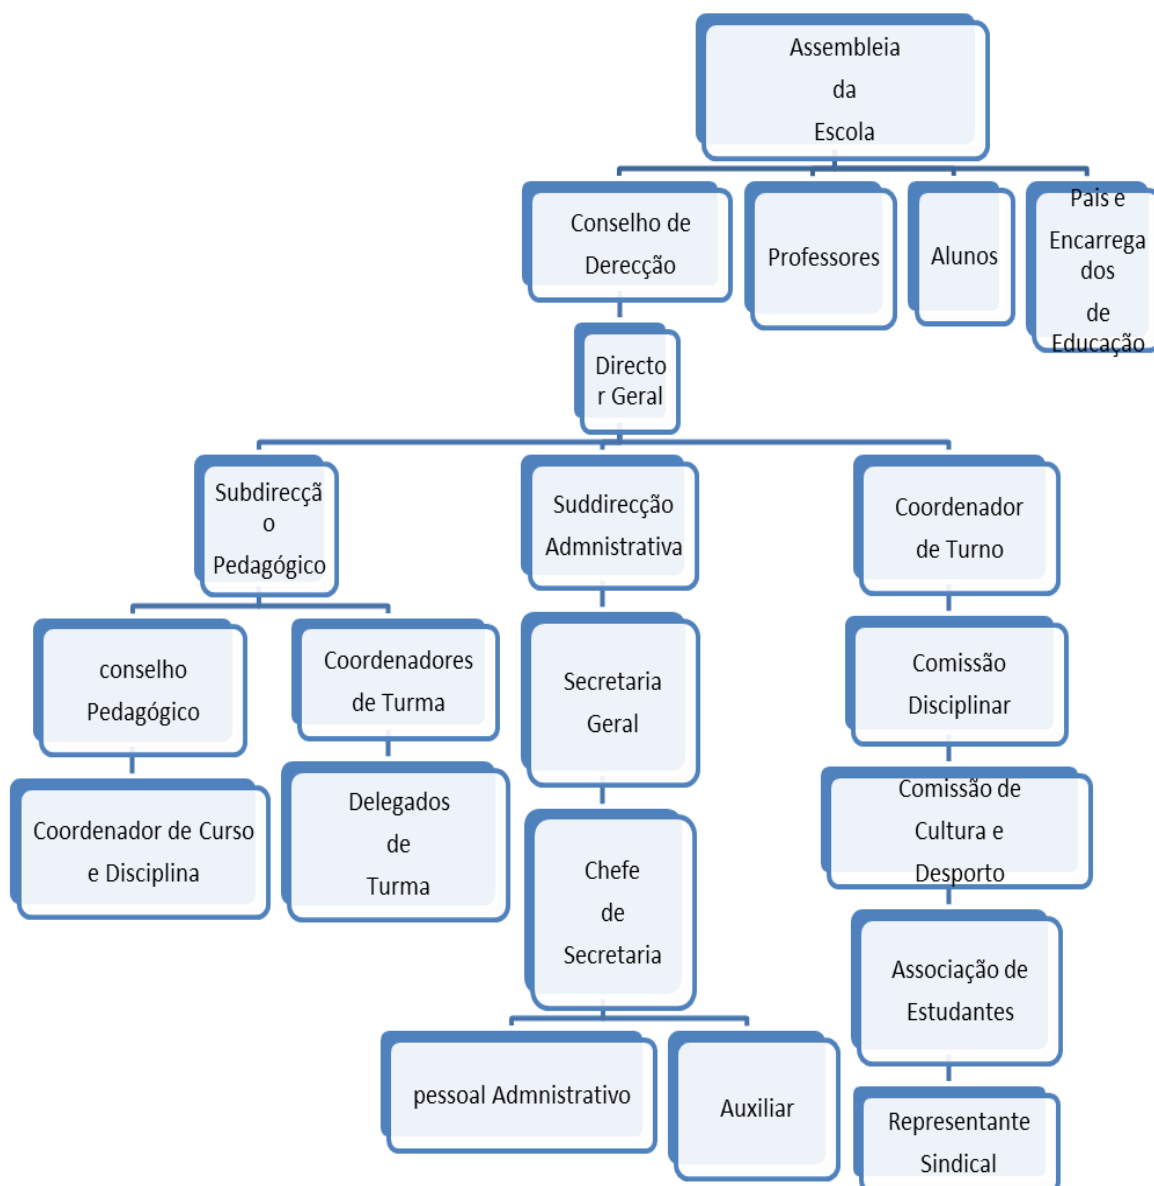 Assembleia
da
Escola
Conselho de
Derecção
Professores
Alunos
Pais e
Encarrega
dos
de
Educação
Directo
r Geral
Subdirecçã
o
Pedagógico
Suddirecção
Admnistrativa
Coordenador
de Turno
conselho
Pedagógico
Coordenadores
de Turma
Secretaria
Geral
Comissão
Disciplinar
Coordenador de Curso
e Disciplina
Delegados
de
Turma
Chefe
de
Secretaria
Comissão de
Cultura e
Desporto
Associação de
Estudantes
pessoal Admnistrativo
Auxiliar
Representante
Sindical